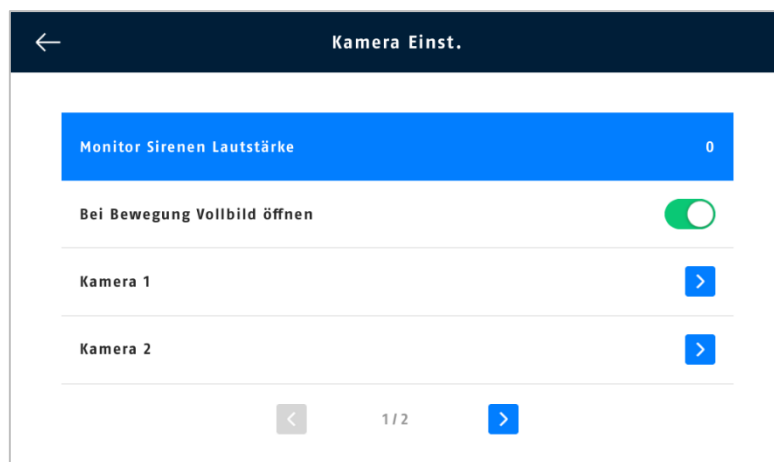 Kamera Einst.
Monitor Sirenen Lautstärke 0
Bei Bewegung Vollbild öffnen
Kamera 1
Kamera 2
1/2